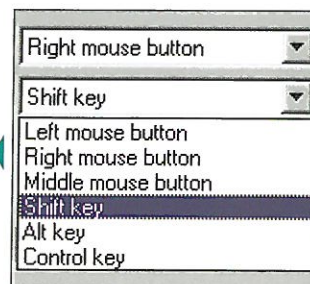 Right mouse button
Shift key
Left mouse button
Right mouse button
Middle mouse button
Shift key
Alt key
Control key